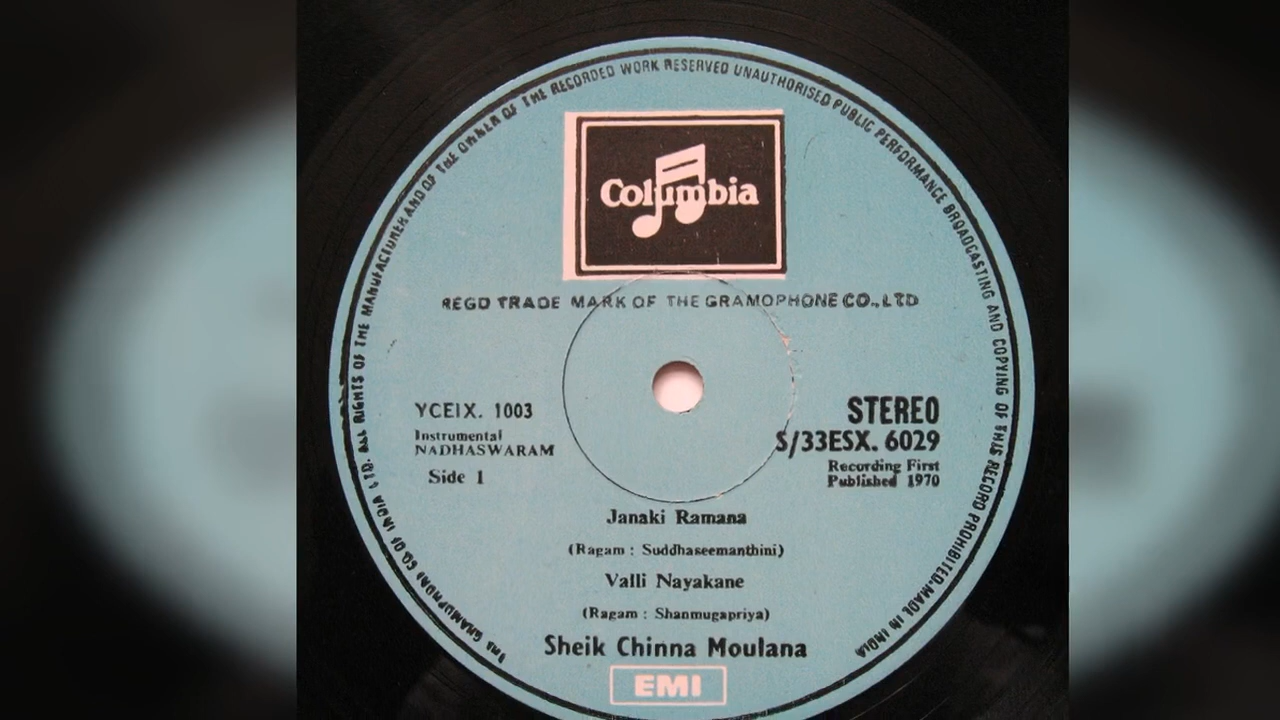 THE GRAMOPHONE CO. OF INDIA LTD. ALL RIGHTS OF THE MANUFACTURER AND OF THE OWNER OF THE RECORDED WORK RESERVED UNAUTHORISED PUBLIC PERFORMANCE BROADCASTING AND COPYING OF THIS RECORD PROHIBITED. MADE IN INDIA
Columbia
REGD TRADE MARK OF THE GRAMOPHONE CO., LTD
YCEIX. 1003
Instrumental
NADHASWARAM
Side 1
STEREO
S/33ESX. 6029
Recording First
Published 1970
Janaki Ramana
(Ragam : Suddhaseemanthini)
Valli Nayakane
(Ragam : Shanmugapriya)
Sheik Chinna Moulana
EMI